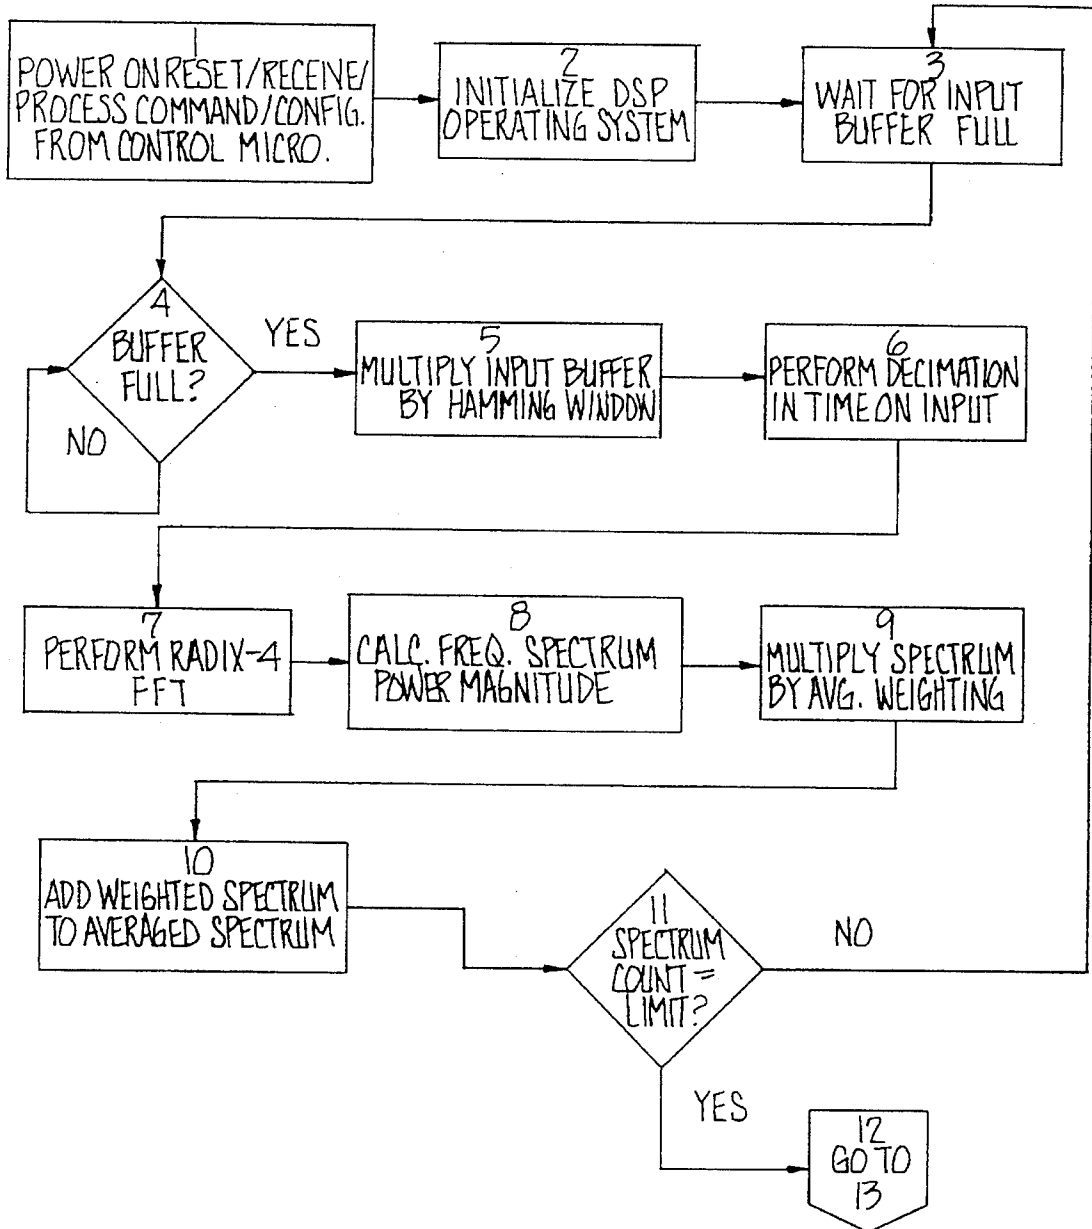 1
POWER ON RESET/RECEIVE/
PROCESS COMMAND/CONFIG.
FROM CONTROL MICRO.
2
INITIALIZE DSP
OPERATING SYSTEM
3
WAIT FOR INPUT
BUFFER FULL
4
BUFFER
FULL?
YES
NO
5
MULTIPLY INPUT BUFFER
BY HAMMING WINDOW
6
PERFORM DECIMATION
IN TIME ON INPUT
7
PERFORM RADIX-4
FFT
8
CALC. FREQ. SPECTRUM
POWER MAGNITUDE
9
MULTIPLY SPECTRUM
BY AVG. WEIGHTING
10
ADD WEIGHTED SPECTRUM
TO AVERAGED SPECTRUM
11
SPECTRUM
COUNT =
LIMIT?
NO
YES
12
GO TO
13